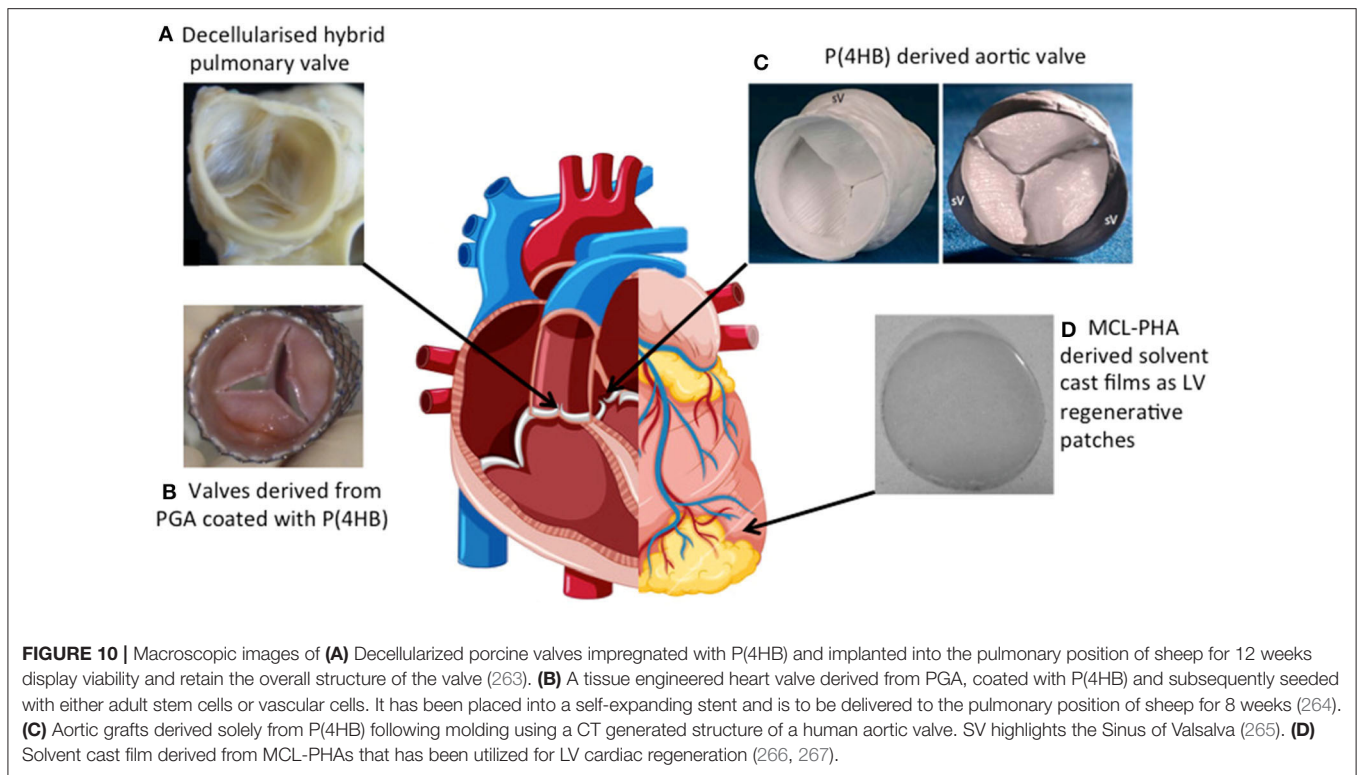 A Decellularised hybrid
pulmonary valve
C P(4HB) derived aortic valve
sV
sV
sV
B Valves derived from
PGA coated with P(4HB)
D MCL-PHA
derived solvent
cast films as LV
regenerative
patches
FIGURE 10 | Macroscopic images of (A) Decellularized porcine valves impregnated with P(4HB) and implanted into the pulmonary position of sheep for 12 weeks
display viability and retain the overall structure of the valve (263). (B) A tissue engineered heart valve derived from PGA, coated with P(4HB) and subsequently seeded
with either adult stem cells or vascular cells. It has been placed into a self-expanding stent and is to be delivered to the pulmonary position of sheep for 8 weeks (264).
(C) Aortic grafts derived solely from P(4HB) following molding using a CT generated structure of a human aortic valve. SV highlights the Sinus of Valsalva (265). (D)
Solvent cast film derived from MCL-PHAs that has been utilized for LV cardiac regeneration (266, 267).